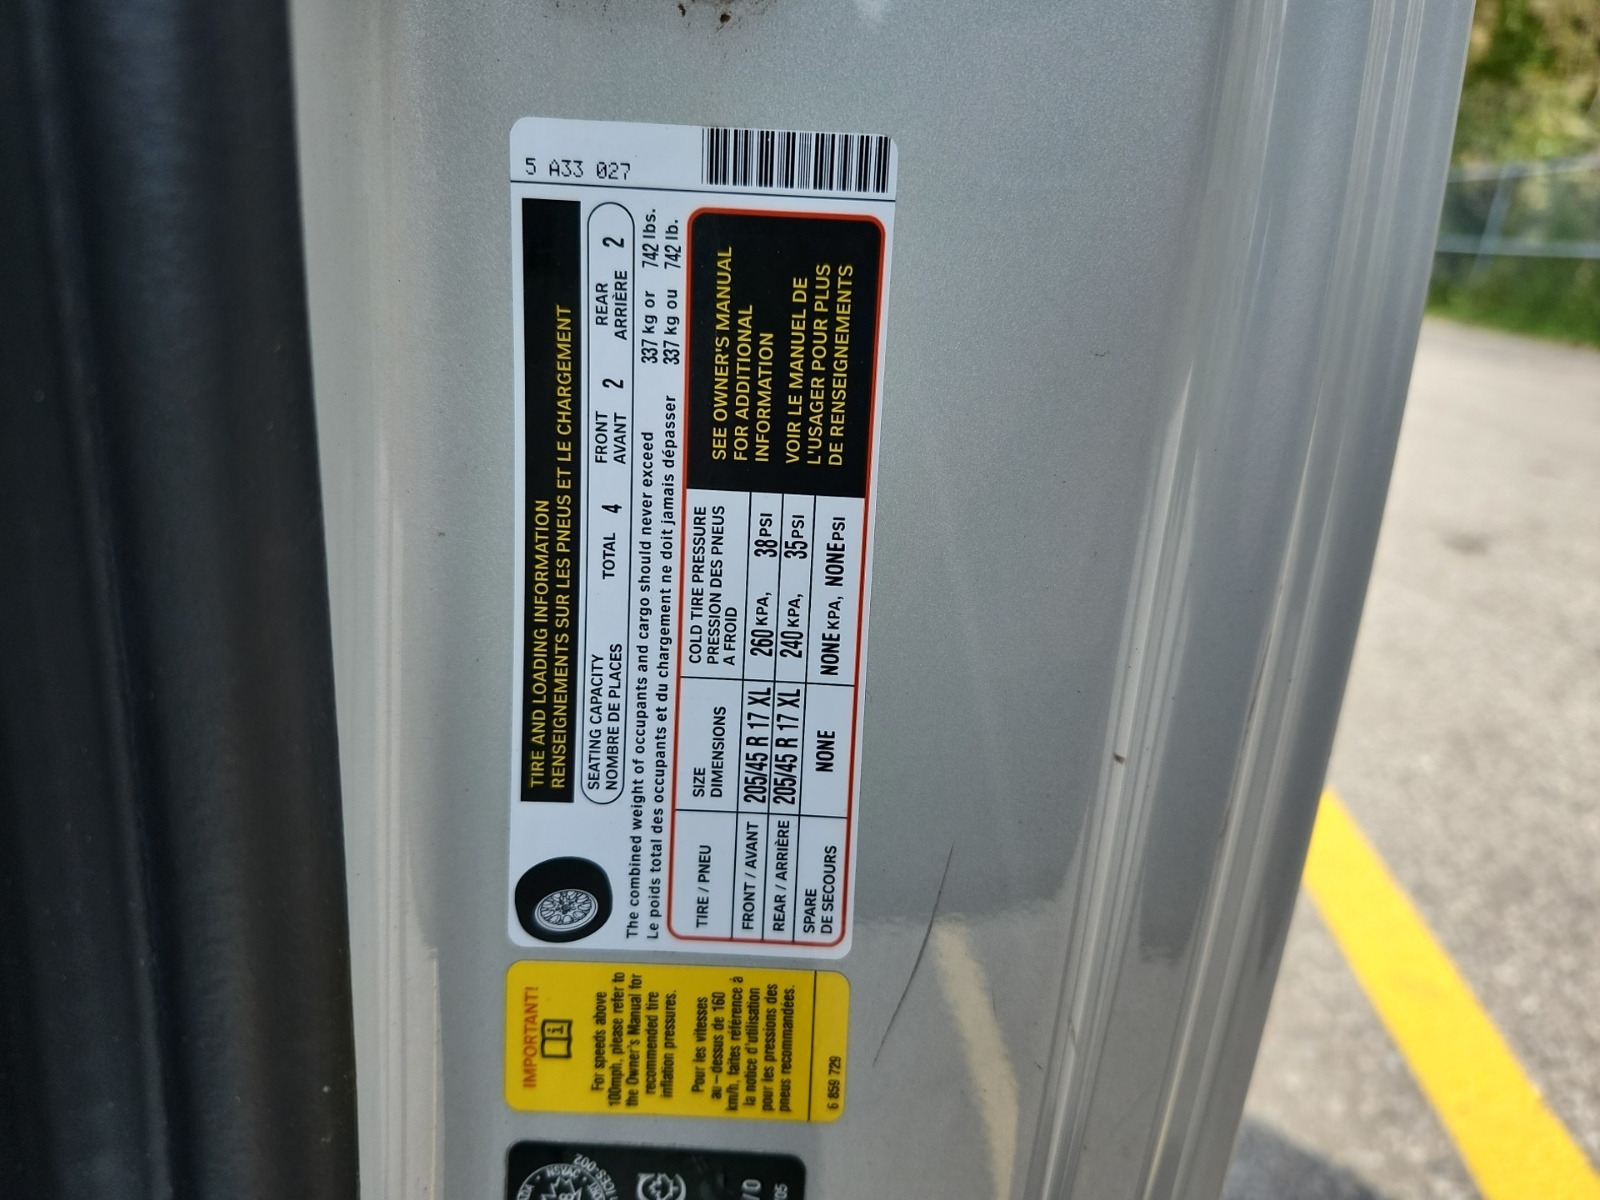 5 A33 027
TIRE AND LOADING INFORMATION
RENSEIGNEMENTS SUR LES PNEUS ET LE CHARGEMENT
SEATING CAPACITY
NOMBRE DE PLACES
TOTAL 4
FRONT
AVANT 2
REAR
ARRIÈRE 2
The combined weight of occupants and cargo should never exceed 337 kg or 742 lbs.
Le poids total des occupants et du chargement ne doit jamais dépasser 337 kg ou 742 lb.
TIRE / PNEU
SIZE
DIMENSIONS
COLD TIRE PRESSURE
PRESSION DES PNEUS
A FROID
FRONT / AVANT 205/45 R 17 XL 260 KPA, 38 PSI
REAR / ARRIÈRE 205/45 R 17 XL 240 KPA, 35 PSI
SPARE
DE SECOURS
NONE NONE KPA, NONE PSI
SEE OWNER'S MANUAL
FOR ADDITIONAL
INFORMATION
VOIR LE MANUEL DE
L'USAGER POUR PLUS
DE RENSEIGNEMENTS
IMPORTANT!
For speeds above
100mph, please refer to
the Owner's Manual for
recommended tire
inflation pressures.
Pour les vitesses
au-dessus de 160
km/h, faites référence à
la notice d'utilisation
pour les pressions des
pneus recommandées.
6 859 729
NSVAC
ICES-002